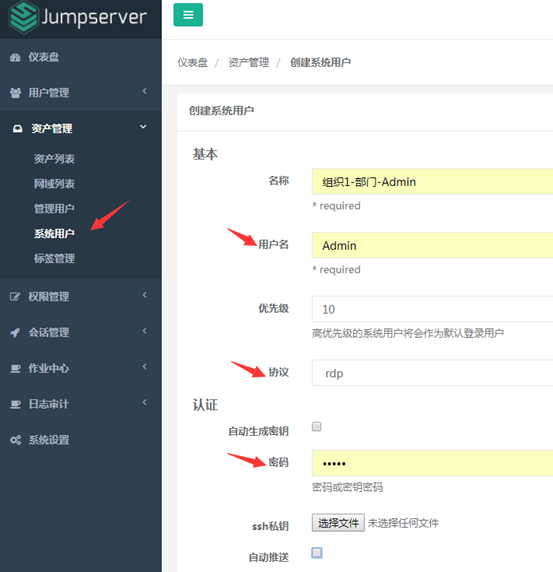 Jumpserver
仪表盘
用户管理
资产管理
资产列表
网域列表
管理用户
系统用户
标签管理
权限管理
会话管理
作业中心
日志审计
系统设置
仪表盘 / 资产管理 / 创建系统用户
创建系统用户
基本
名称 组织1-部门-Admin
* required
用户名 Admin
* required
优先级 10
高优先级的系统用户将会作为默认登录用户
协议 rdp
认证
自动生成密钥
密码 •••••
密码或密钥密码
ssh私钥 选择文件 未选择任何文件
自动推送